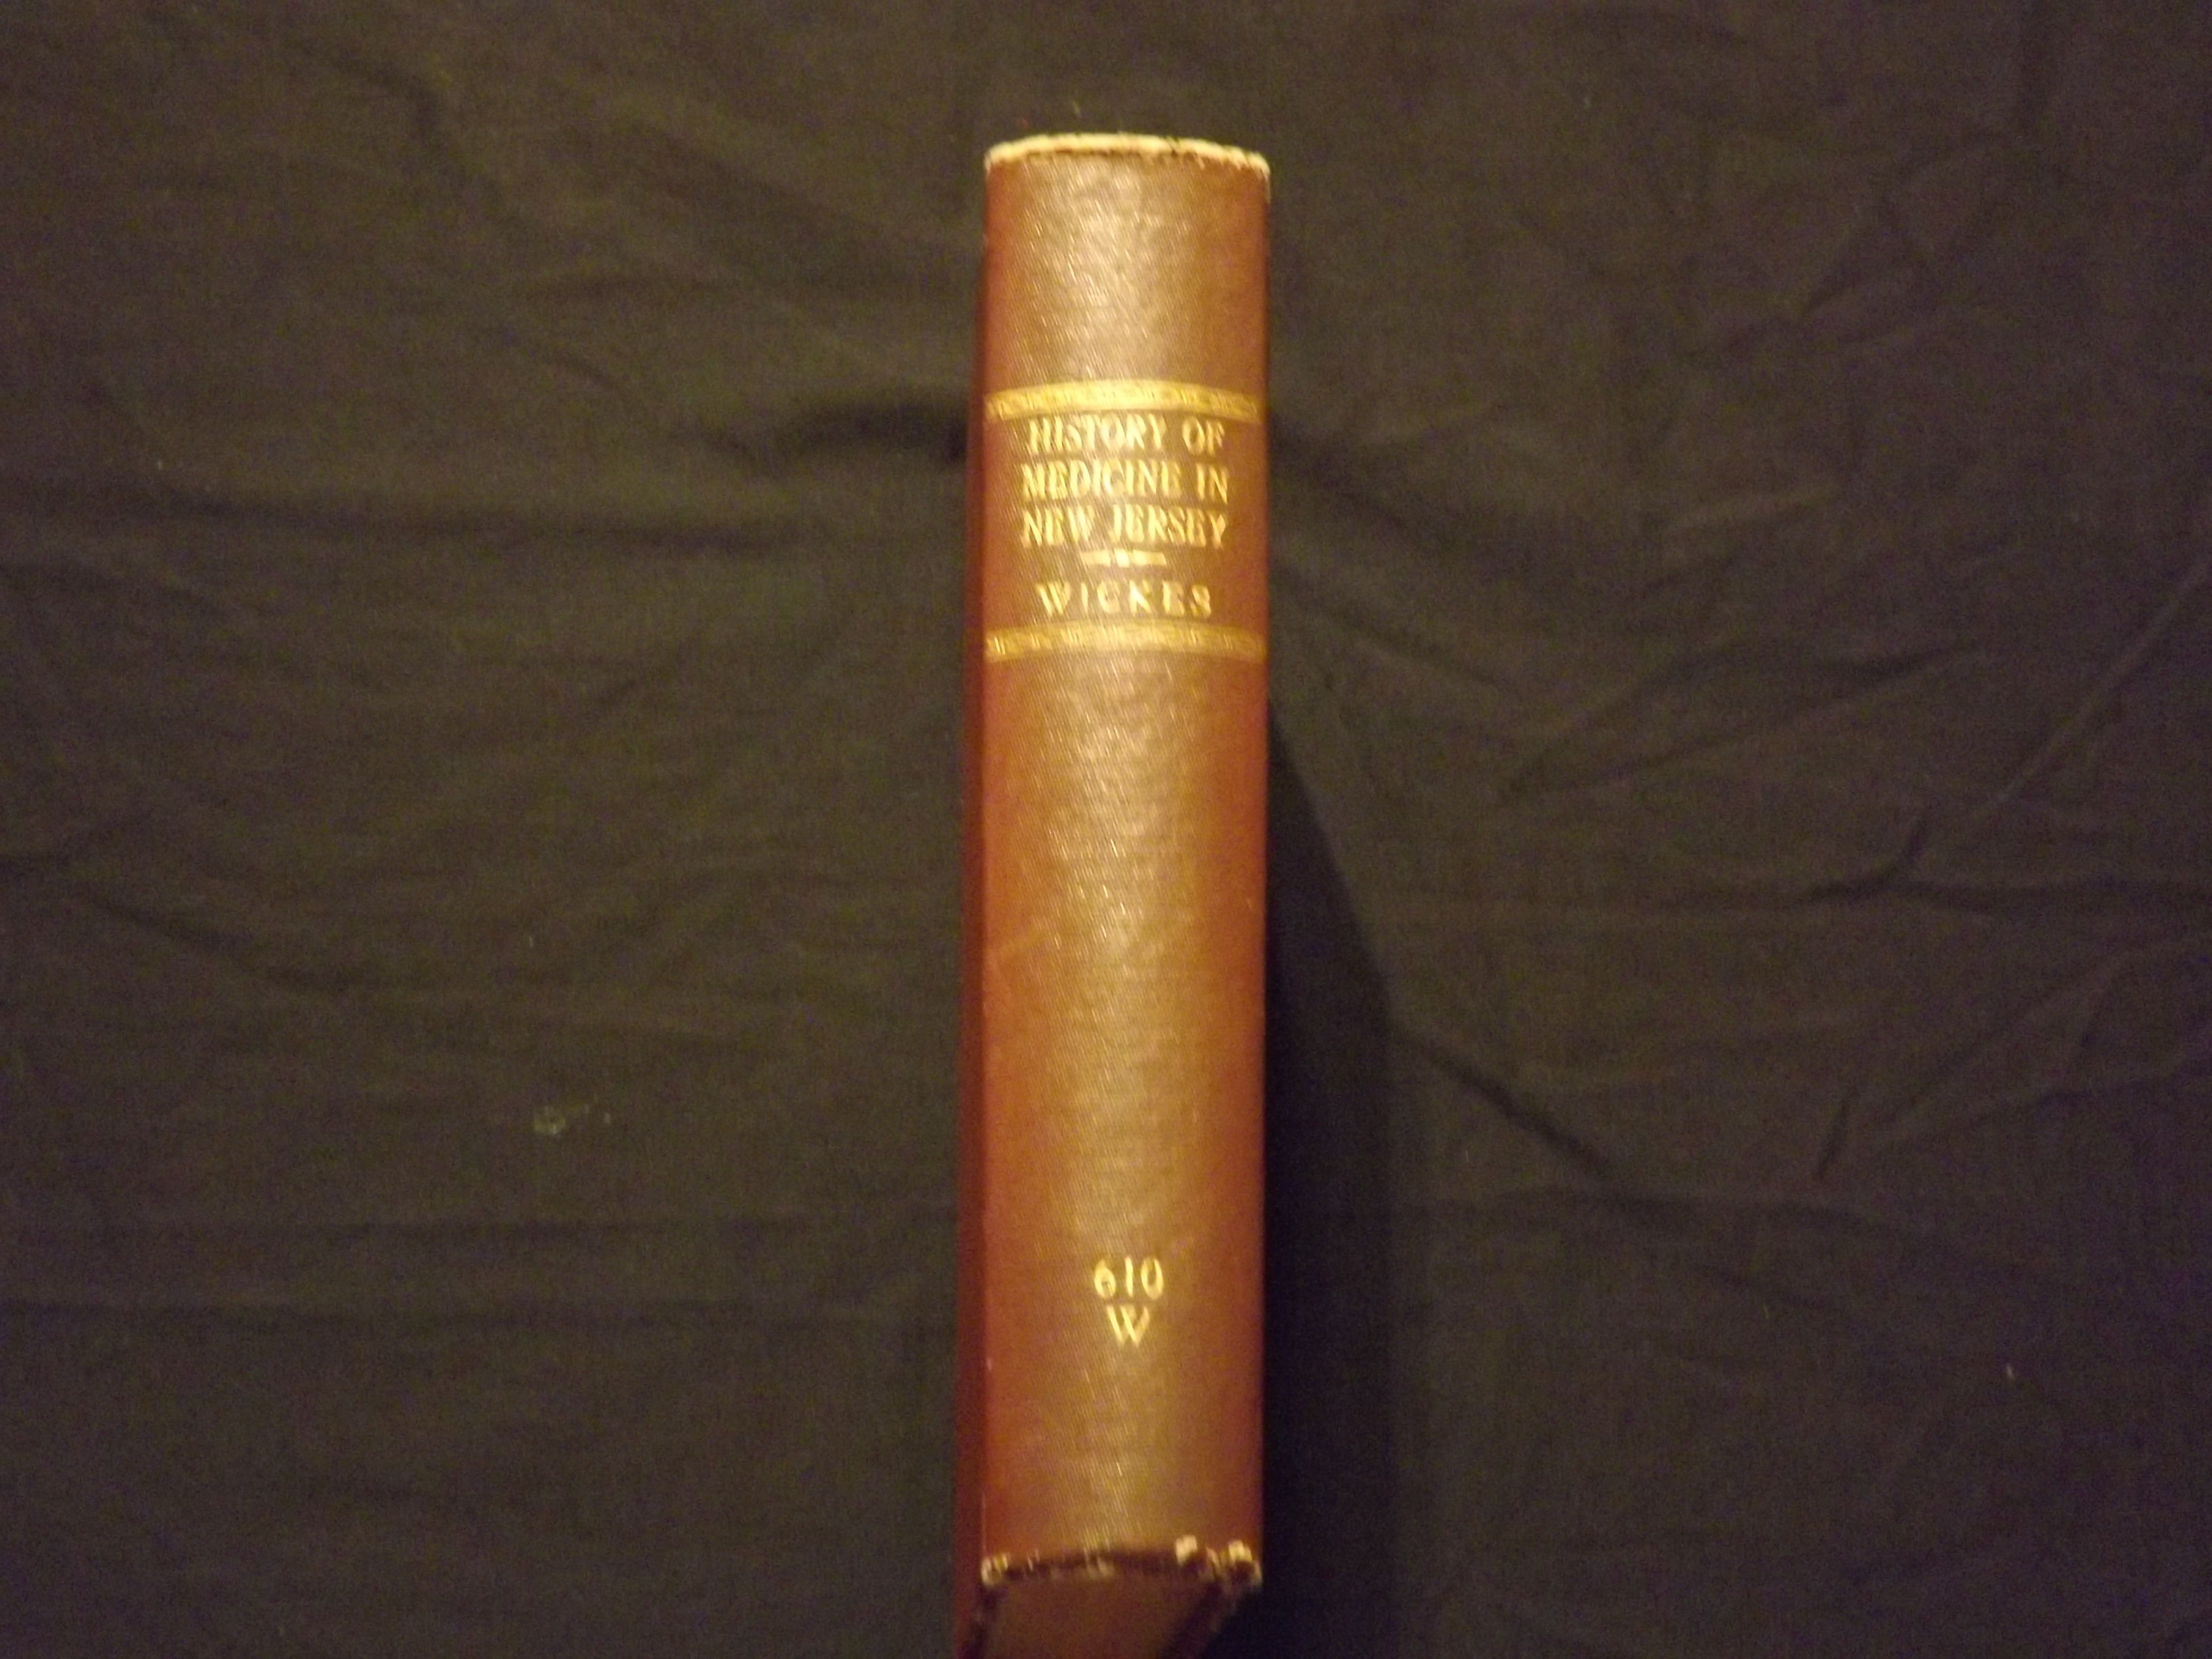 HISTORY OF
MEDICINE IN
NEW JERSEY
WICKES
610
W